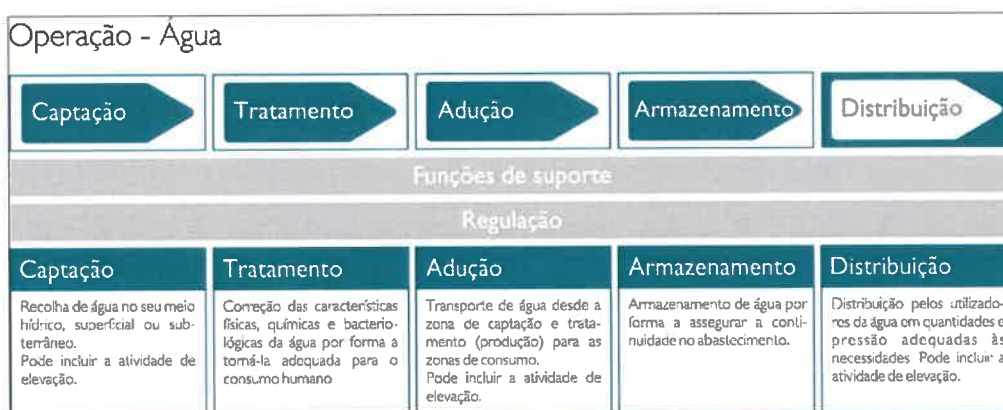 Operação - Água
Captação
Tratamento
Adução
Armazenamento
Distribuição
Funções de suporte
Regulação
Captação
Recolha de água no seu meio
hídrico, superficial ou sub-
terrâneo.
Pode incluir a atividade de
elevação.
Tratamento
Correção das características
físicas, químicas e bacterio-
lógicas da água por forma a
torná-la adequada para o
consumo humano
Adução
Transporte de água desde a
zona de captação e trata-
mento (produção) para as
zonas de consumo.
Pode incluir a atividade de
elevação.
Armazenamento
Armazenamento de água por
forma a assegurar a conti-
nuidade no abastecimento.
Distribuição
Distribuição pelos utilizado-
res da água em quantidades e
pressão adequadas às
necessidades. Pode incluir a
atividade de elevação.